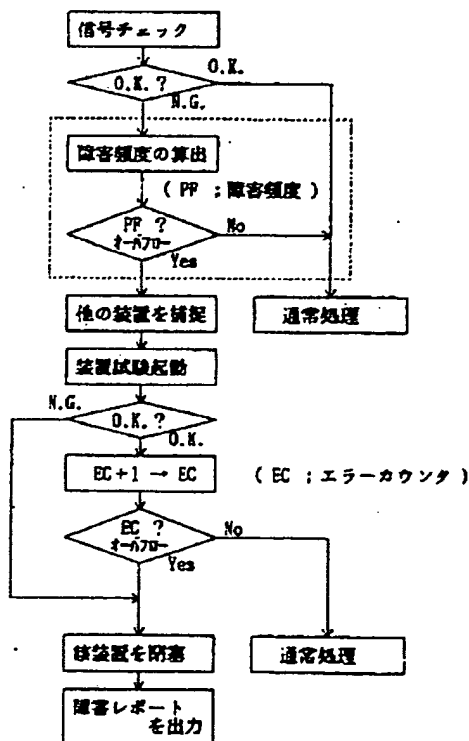 信号チェック
O.K. ?
O.K.
N.G.
障害頻度の算出
( PF ; 障害頻度 )
PF ?
オーバフロー
No
Yes
他の装置を捕捉
通常処理
装置試験起動
N.G.
O.K. ?
O.K.
EC+1 → EC
( EC ; エラーカウンタ )
EC ?
オーバフロー
No
Yes
該装置を閉塞
通常処理
障害レポート
を出力